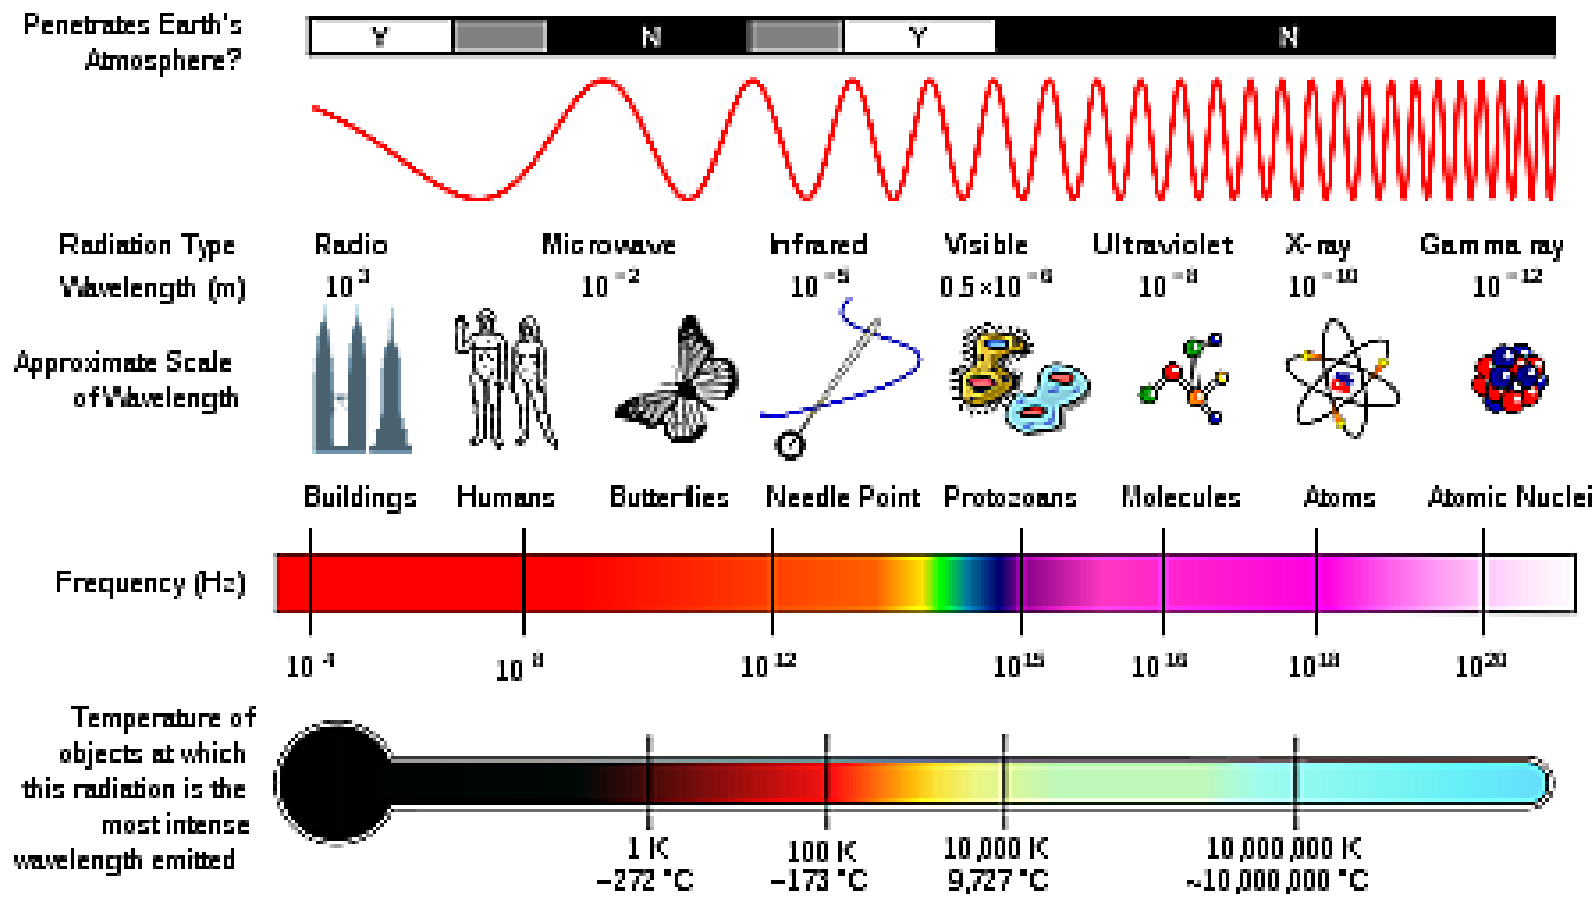 Penetrates Earth's
Atmosphere?
Y N Y N
Radiation Type Radio Microwave Infrared Visible Ultraviolet X-ray Gamma ray
Wavelength (m) 10³ 10⁻² 10⁻⁵ 0.5×10⁻⁶ 10⁻⁸ 10⁻¹⁰ 10⁻¹²
Approximate Scale
of Wavelength
Buildings Humans Butterflies Needle Point Protozoans Molecules Atoms Atomic Nuclei
Frequency (Hz)
10⁴ 10⁸ 10¹² 10¹⁵ 10¹⁶ 10¹⁸ 10²⁰
Temperature of
objects at which
this radiation is the
most intense
wavelength emitted
1 K 100 K 10,000 K 10,000,000 K
−272 °C −173 °C 9,727 °C ~10,000,000 °C